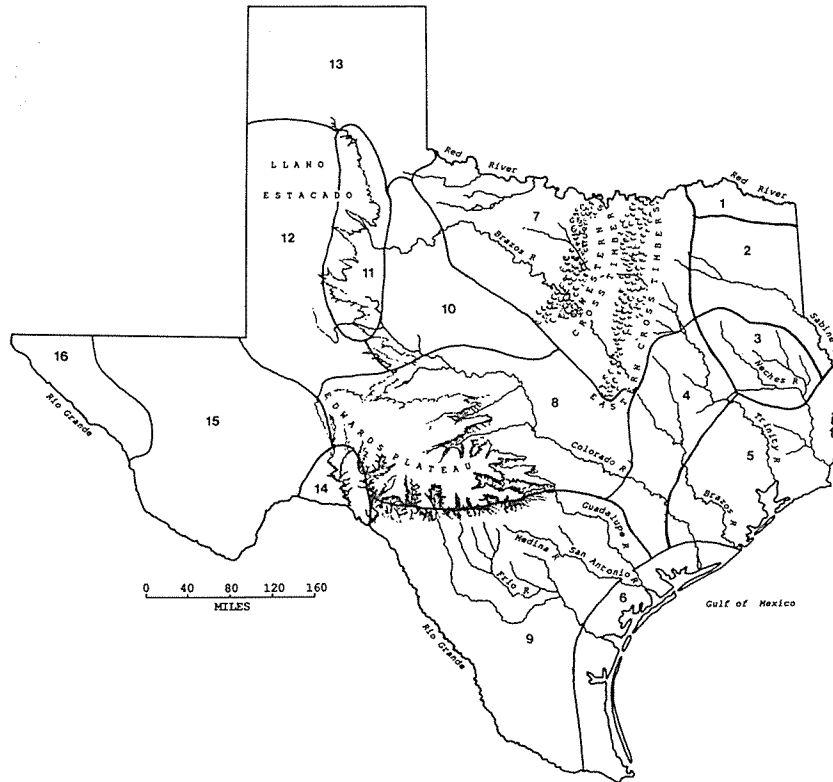 13
LLANO
ESTACADO
12
11
10
Red River
7
Brazos R
WESTERN
CROSS TIMBERS
EASTERN CROSS TIMBERS
Red River
1
2
Sabine
3
Neches R
4
Trinity R
5
Brazos R
16
Rio Grande
15
EDWARDS PLATEAU
14
8
Colorado R
Guadalupe R
Medina R
San Antonio R
Frio R
6
Gulf of Mexico
9
Rio Grande
0 40 80 120 160
MILES